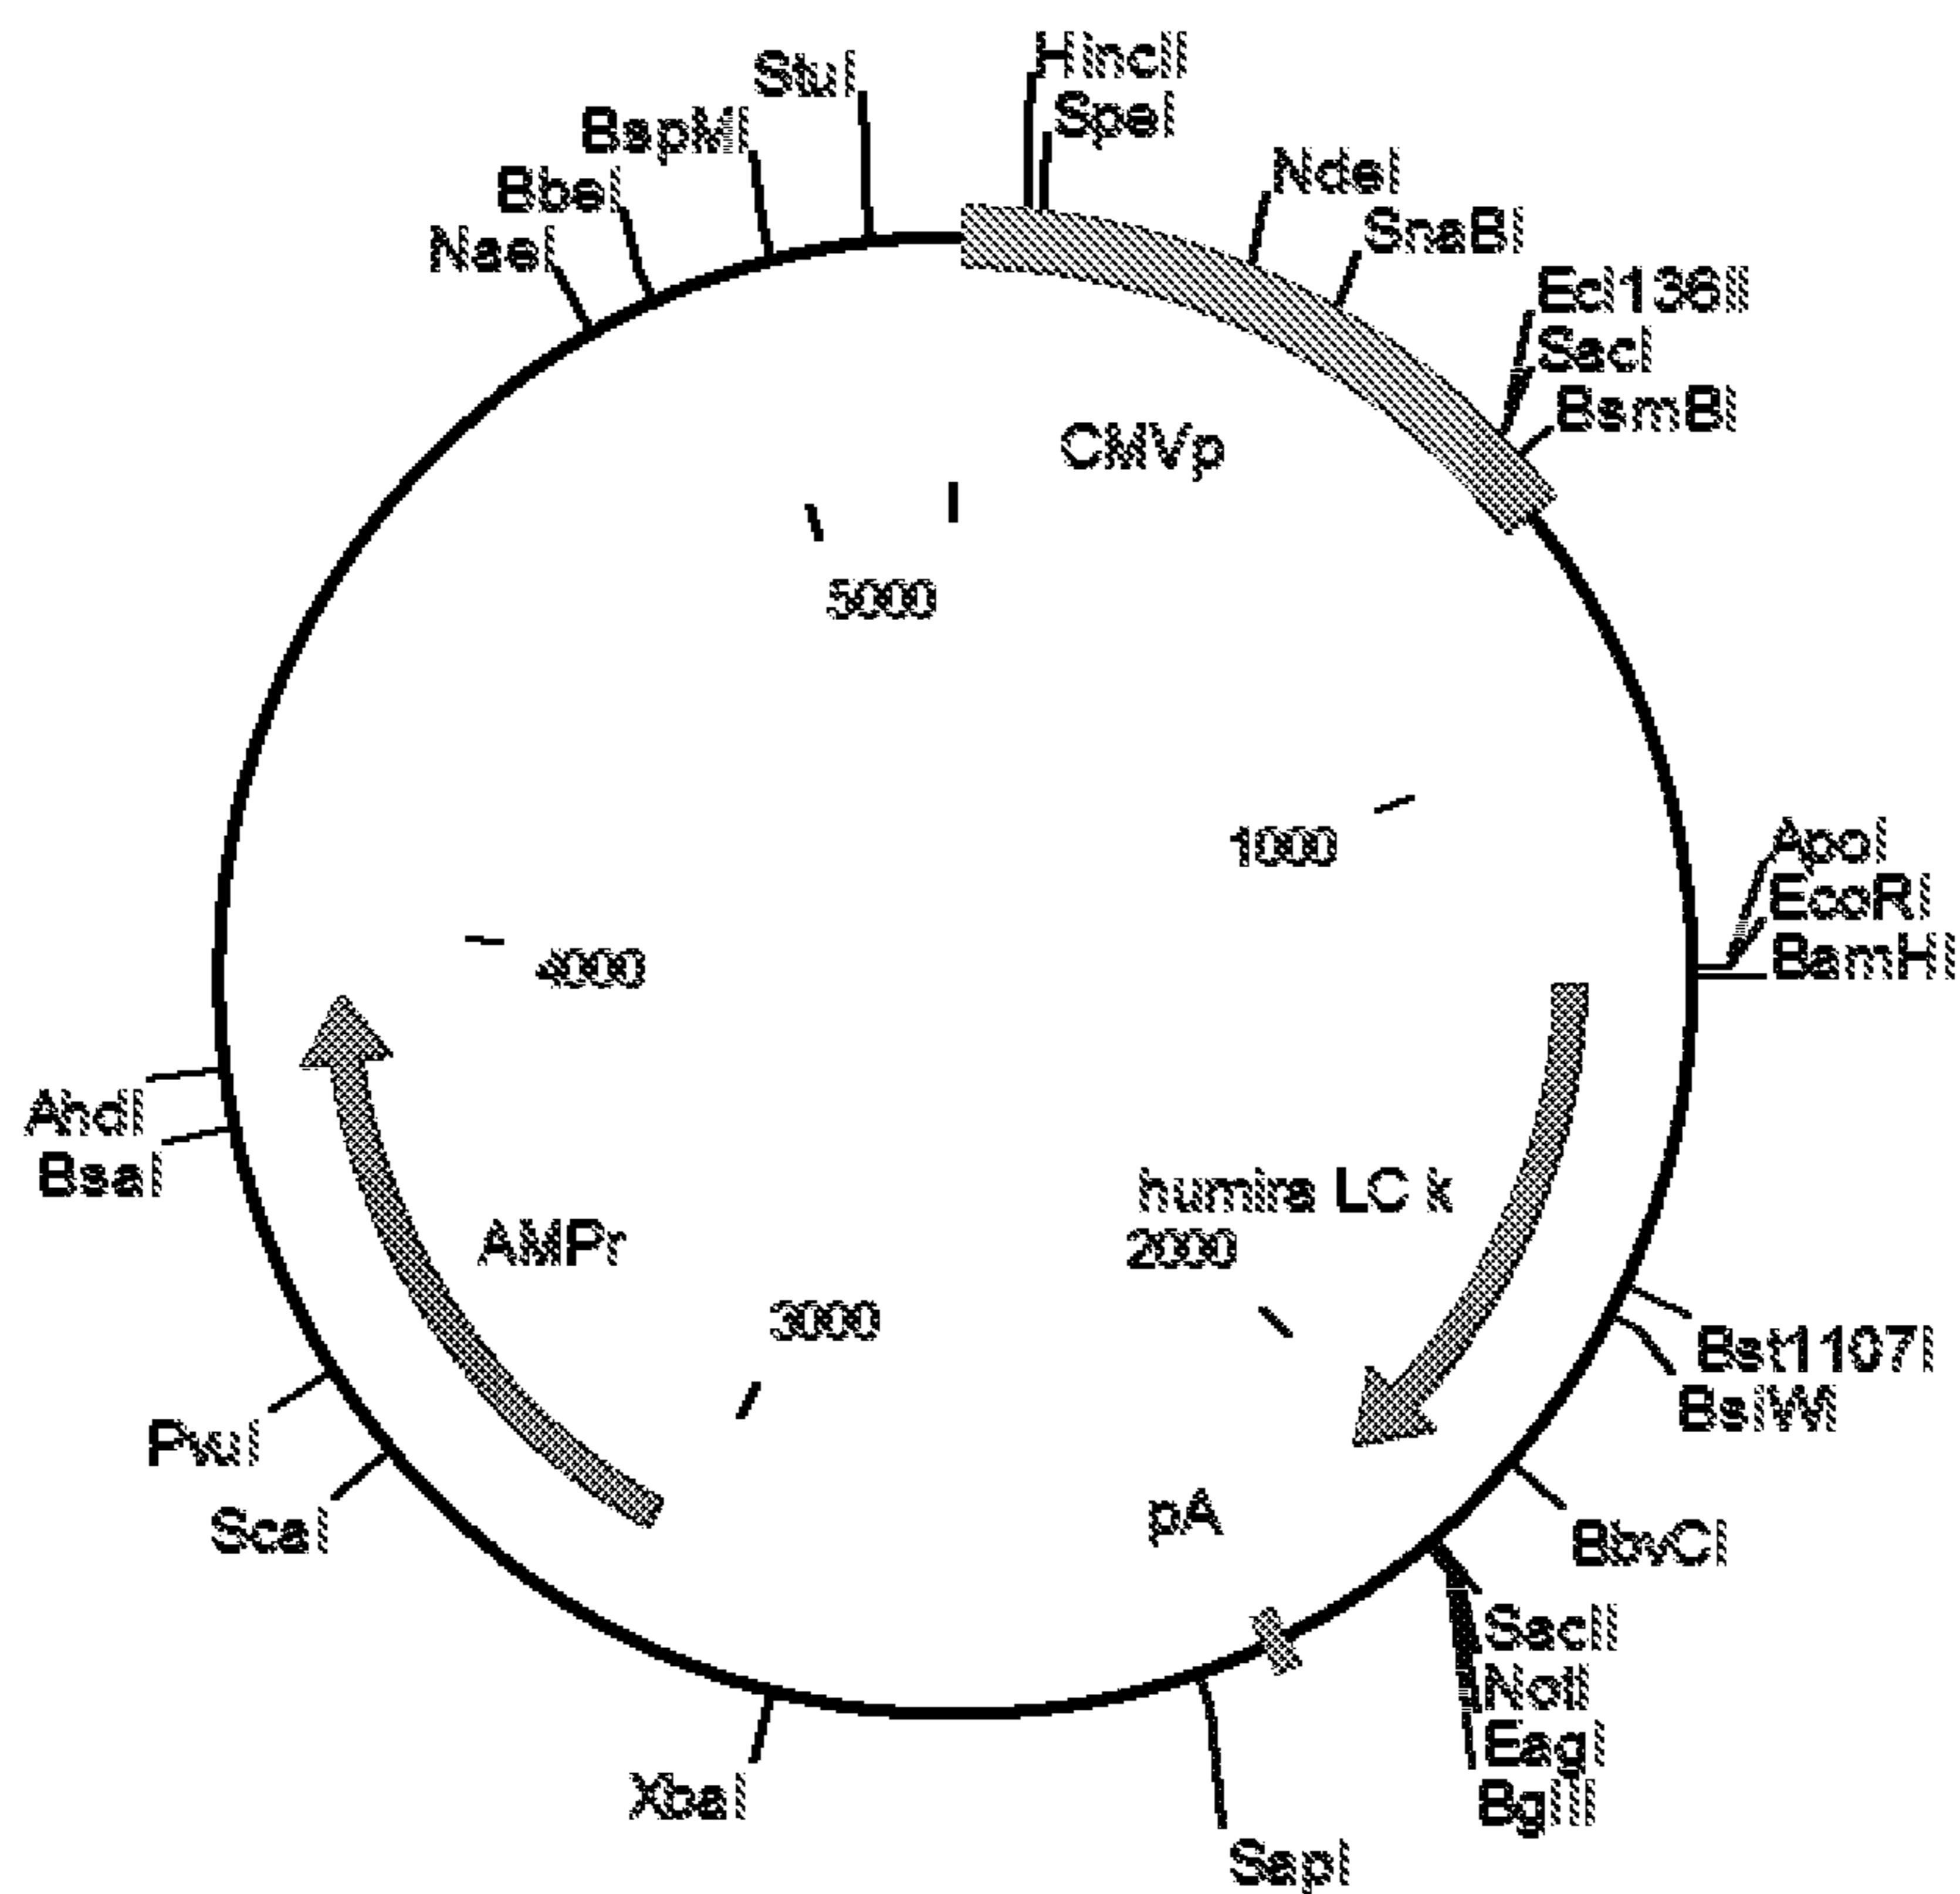 HincII
StuI
SpeI
BspMI
NdeI
BbeI
SnaBI
NaeI
Ecl136II
SacI
BsmBI
CMVp
5000
1000
ApoI
EcoRI
BamHI
4000
AhdI
BsaI
humira LC k
2000
AMPr
3000
Bst1107I
BsiWI
PvuI
ScaI
pA
BbvCI
SacII
NotI
EagI
BglII
XbaI
SspI